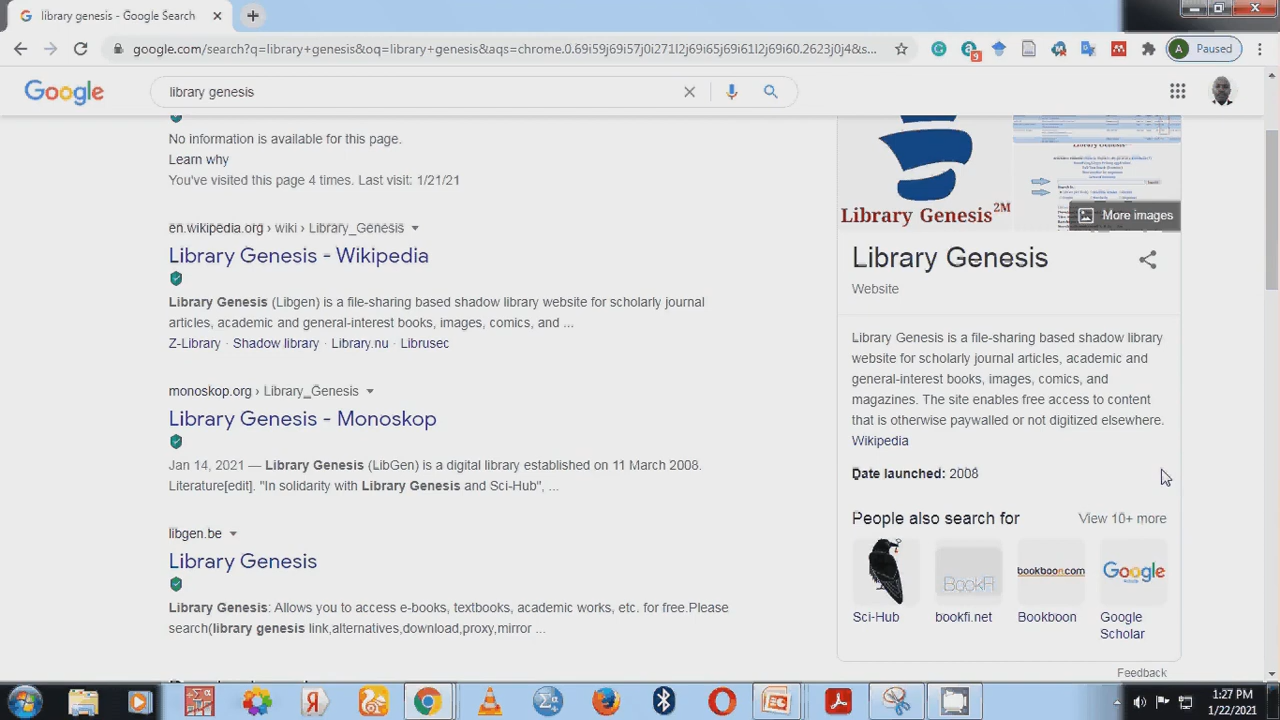 library genesis - Google Search
google.com/search?q=library+genesis&oq=library+genesis&aqs=chrome.0.69i59j69i57j0i271l2j69i65j69i61l2j69i60.2623j0j4&s...
9
A Paused
Google
library genesis
No information is available for this page.
Learn why
You've visited this page
en.wikipedia.org › wiki › Library_Genesis
Library Genesis - Wikipedia
Library Genesis (Libgen) is a file-sharing based shadow library website for scholarly journal
articles, academic and general-interest books, images, comics, and ...
Z-Library · Shadow library · Library.nu · Librusec
monoskop.org › Library_Genesis
Library Genesis - Monoskop
Jan 14, 2021 — Library Genesis (LibGen) is a digital library established on 11 March 2008.
Literature[edit]. "In solidarity with Library Genesis and Sci-Hub", ...
libgen.be
Library Genesis
Library Genesis: Allows you to access e-books, textbooks, academic works, etc. for free.Please
search(library genesis link,alternatives,download,proxy,mirror ...
Library Genesis
Library Genesis 2M
More images
Library Genesis
Website
Library Genesis is a file-sharing based shadow library
website for scholarly journal articles, academic and
general-interest books, images, comics, and
magazines. The site enables free access to content
that is otherwise paywalled or not digitized elsewhere.
Wikipedia
Date launched: 2008
People also search for
View 10+ more
BookFi
bookboon.com
Google
Sci-Hub
bookfi.net
Bookboon
Google
Scholar
Feedback
1:27 PM
1/22/2021